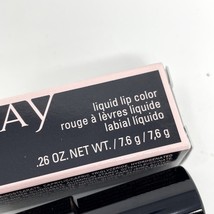 AY
liquid lip color
rouge à lèvres liquide
labial líquido
.26 OZ. NET WT. / 7.6 g / 7,6 g